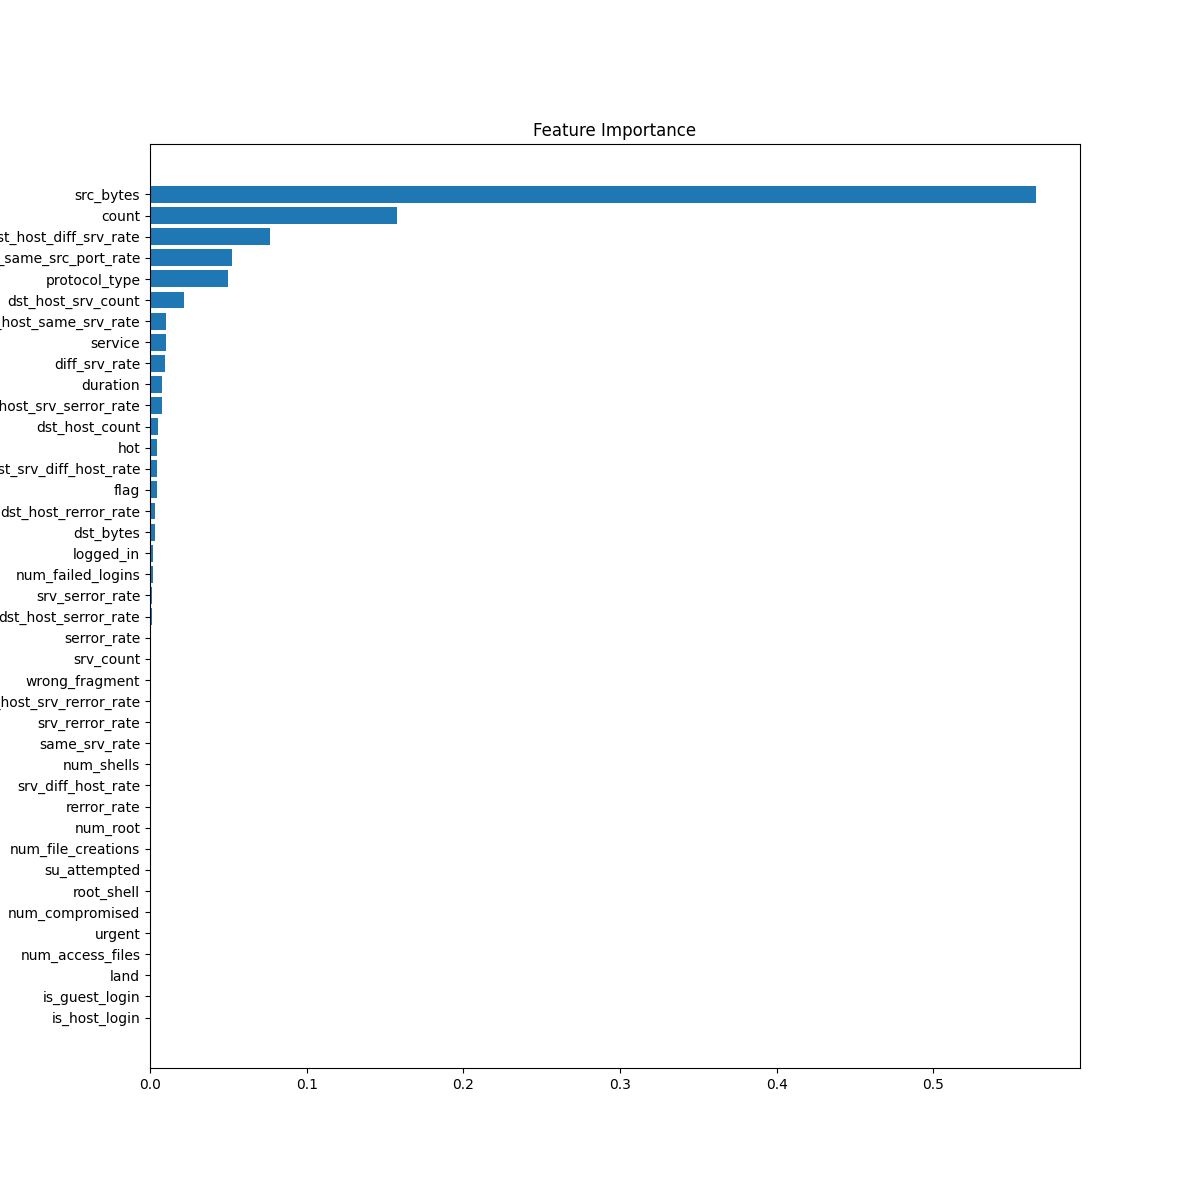 Feature Importance
src_bytes
count
st_host_diff_srv_rate
_same_src_port_rate
protocol_type
dst_host_srv_count
_host_same_srv_rate
service
diff_srv_rate
duration
host_srv_serror_rate
dst_host_count
hot
st_srv_diff_host_rate
flag
dst_host_rerror_rate
dst_bytes
logged_in
num_failed_logins
srv_serror_rate
dst_host_serror_rate
serror_rate
srv_count
wrong_fragment
_host_srv_rerror_rate
srv_rerror_rate
same_srv_rate
num_shells
srv_diff_host_rate
rerror_rate
num_root
num_file_creations
su_attempted
root_shell
num_compromised
urgent
num_access_files
land
is_guest_login
is_host_login
0.0 0.1 0.2 0.3 0.4 0.5